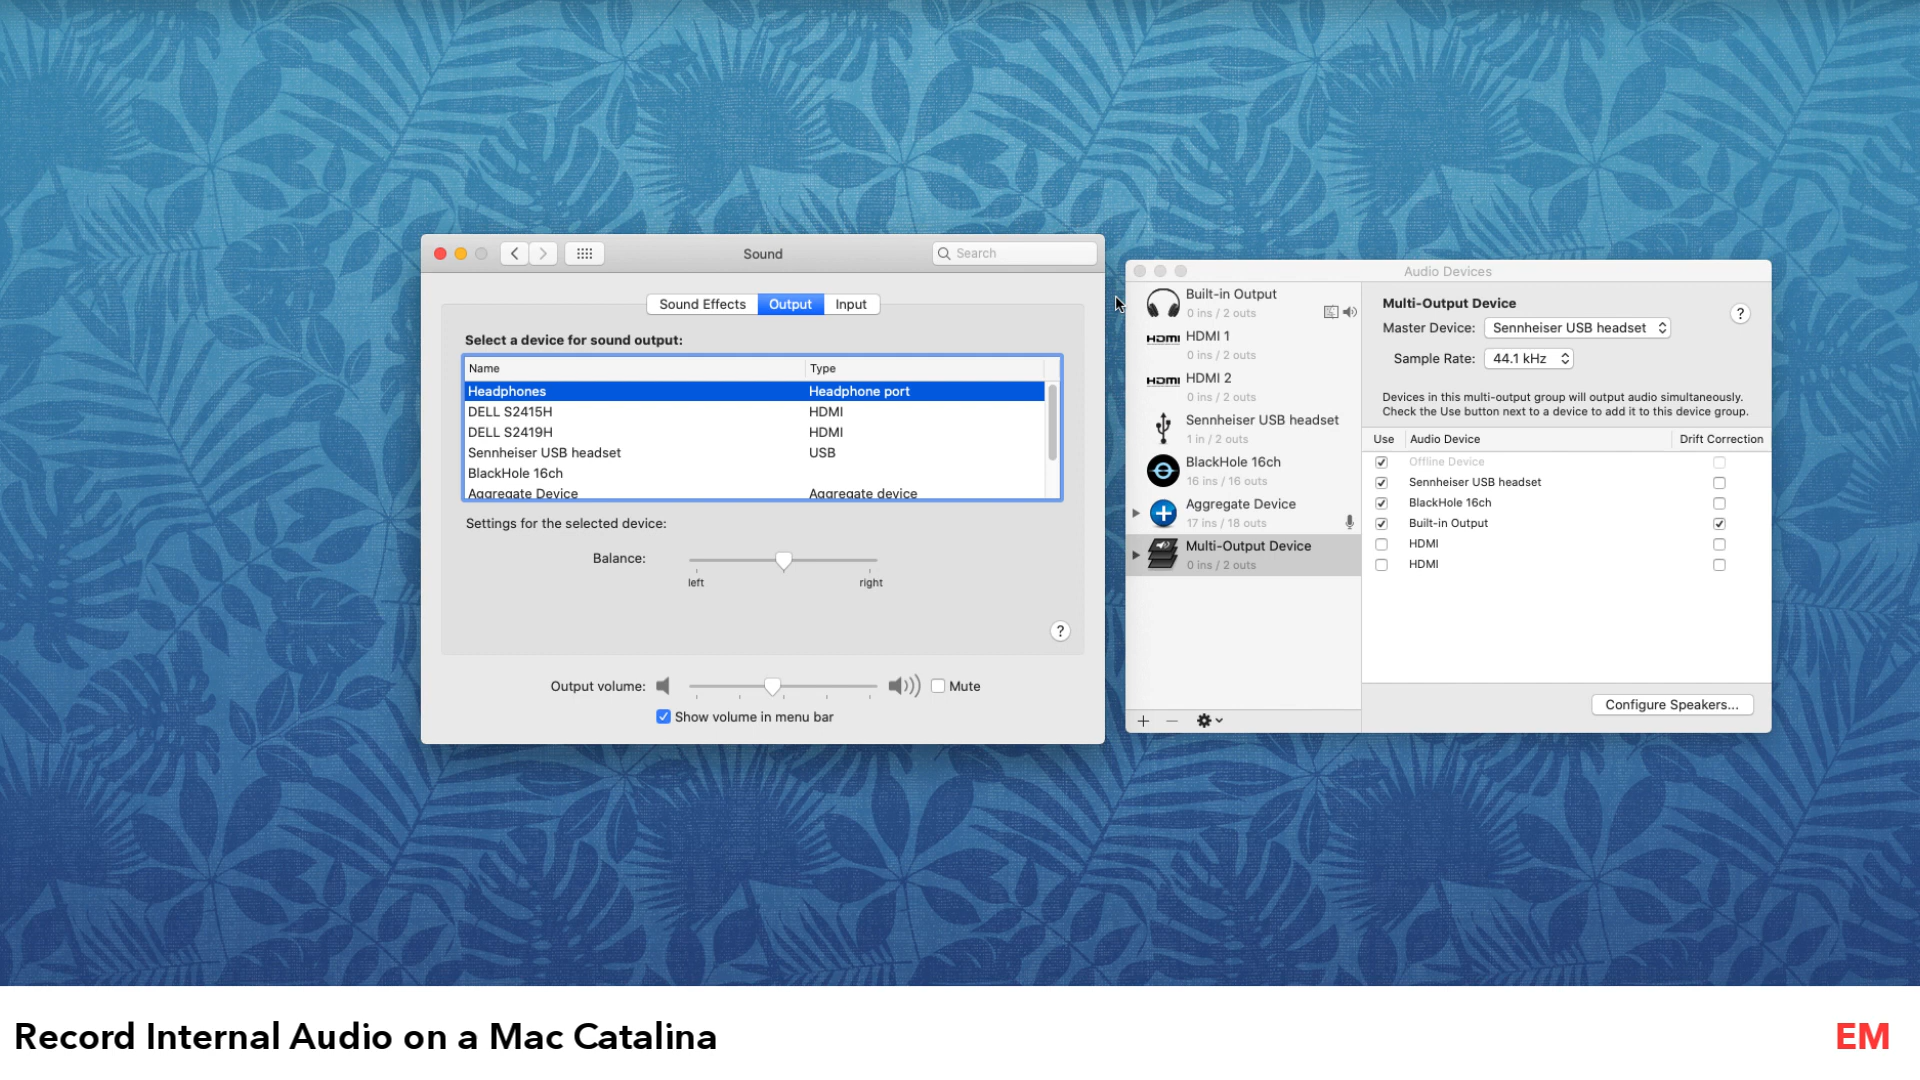 Sound
Search
Sound Effects
Output
Input
Select a device for sound output:
Name Type
Headphones Headphone port
DELL S2415H HDMI
DELL S2419H HDMI
Sennheiser USB headset USB
BlackHole 16ch
Aggregate Device Aggregate device
Settings for the selected device:
Balance:
left right
?
Output volume: Mute
Show volume in menu bar
Audio Devices
Built-in Output
0 ins / 2 outs
HDMI HDMI 1
0 ins / 2 outs
HDMI HDMI 2
0 ins / 2 outs
Sennheiser USB headset
1 in / 2 outs
BlackHole 16ch
16 ins / 16 outs
Aggregate Device
17 ins / 18 outs
Multi-Output Device
0 ins / 2 outs
Multi-Output Device
?
Master Device: Sennheiser USB headset
Sample Rate: 44.1 kHz
Devices in this multi-output group will output audio simultaneously.
Check the Use button next to a device to add it to this device group.
Use Audio Device Drift Correction
Offline Device
Sennheiser USB headset
BlackHole 16ch
Built-in Output
HDMI
HDMI
Configure Speakers...
Record Internal Audio on a Mac Catalina
EM